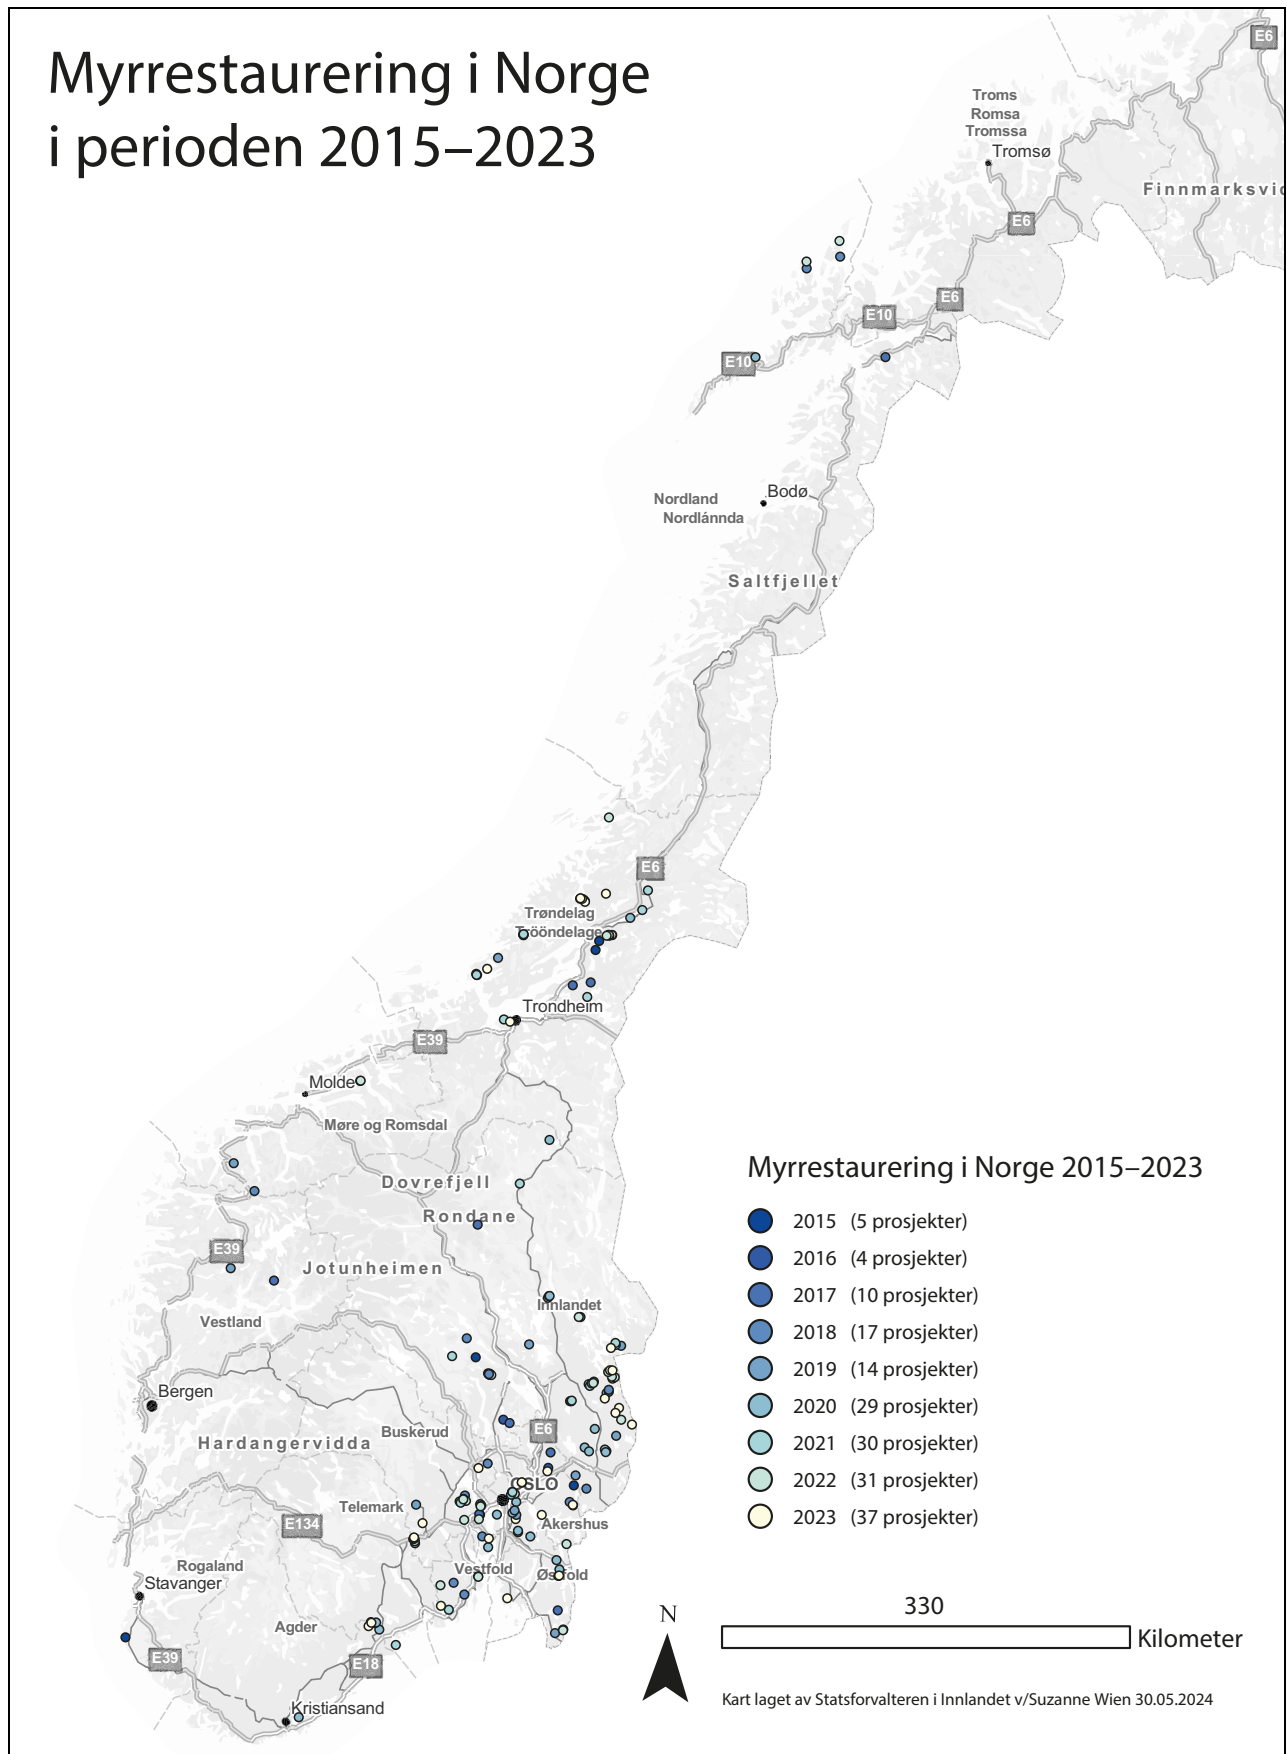 Myrrestaurering i Norge
i perioden 2015–2023
E6
Troms
Romsa
Tromssa
Tromsø
Finnmarksvid
E6
E6
E10
E10
Bodø
Nordland
Nordlánnda
Saltfjellet
E6
Trøndelag
Trööndelage
Trondheim
E39
Molde
Møre og Romsdal
Dovrefjell
Rondane
E39
Jotunheimen
Innlandet
Vestland
Bergen
Buskerud
E6
Hardangervidda
OSLO
Telemark
E134
Akershus
Rogaland
Vestfold
Østfold
Stavanger
Agder
E39
E18
Kristiansand
Myrrestaurering i Norge 2015–2023
2015 (5 prosjekter)
2016 (4 prosjekter)
2017 (10 prosjekter)
2018 (17 prosjekter)
2019 (14 prosjekter)
2020 (29 prosjekter)
2021 (30 prosjekter)
2022 (31 prosjekter)
2023 (37 prosjekter)
N
330
Kilometer
Kart laget av Statsforvalteren i Innlandet v/Suzanne Wien 30.05.2024